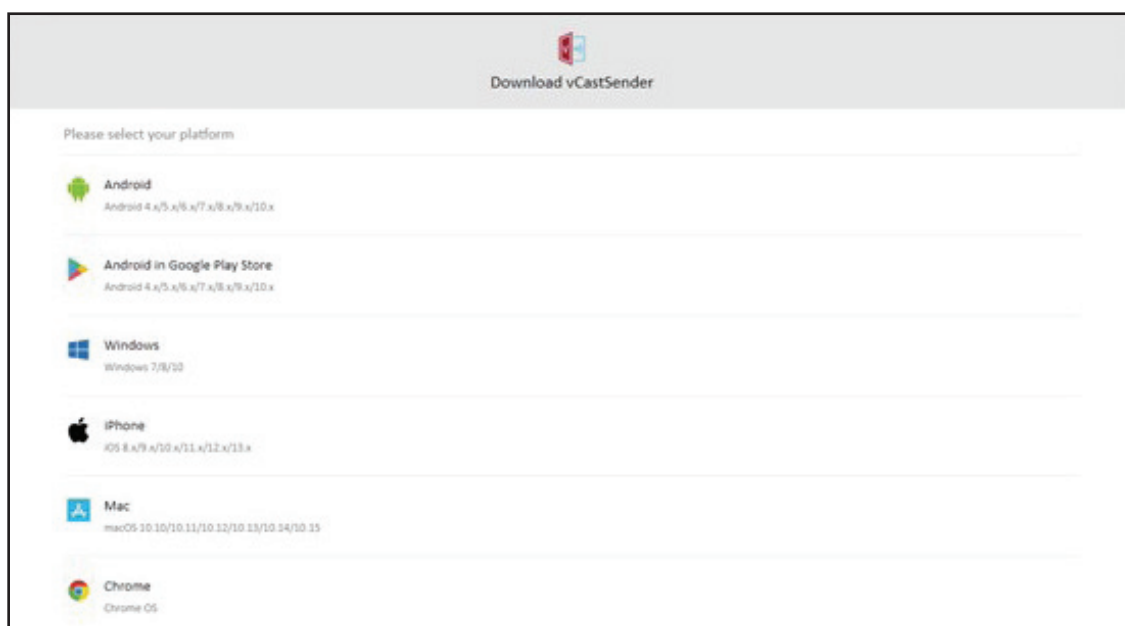 Download vCastSender
Please select your platform
Android
Android 4.x/5.x/6.x/7.x/8.x/9.x/10.x
Android in Google Play Store
Android 4.x/5.x/6.x/7.x/8.x/9.x/10.x
Windows
Windows 7/8/10
iPhone
iOS 8.x/9.x/10.x/11.x/12.x/13.x
Mac
macOS 10.10/10.11/10.12/10.13/10.14/10.15
Chrome
Chrome OS